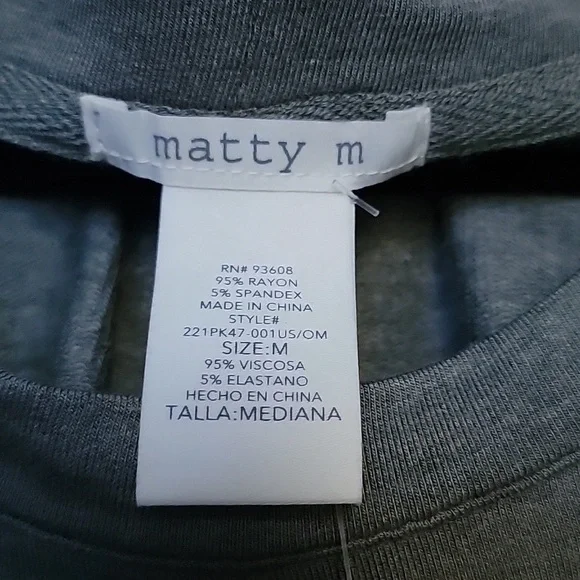 matty m
RN# 93608
95% RAYON
5% SPANDEX
MADE IN CHINA
STYLE#
221PK47-001US/OM
SIZE:M
95% VISCOSA
5% ELASTANO
HECHO EN CHINA
TALLA:MEDIANA